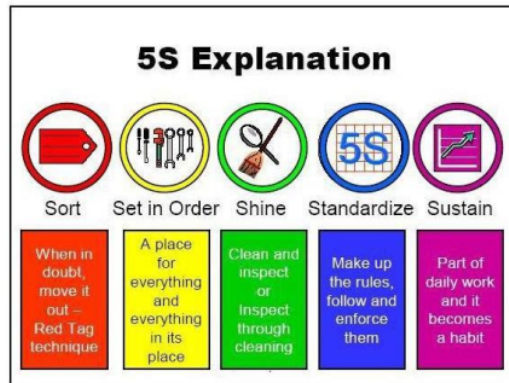 5S Explanation
5S
Sort
Set in Order
Shine
Standardize
Sustain
When in
doubt,
move it
out –
Red Tag
technique
A place
for
everything
and
everything
in its
place
Clean and
inspect
or
Inspect
through
cleaning
Make up
the rules,
follow and
enforce
them
Part of
daily work
and it
becomes
a habit